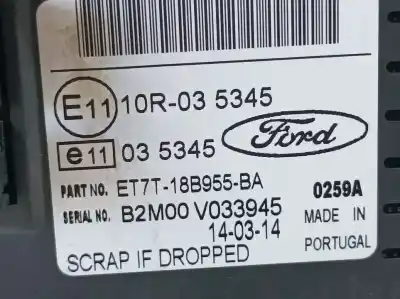 E11 10R-03 5345
e11 03 5345
Ford
PART NO. ET7T-18B955-BA
0259A
SERIAL NO. B2M00 V033945
14-03-14
MADE IN
PORTUGAL
SCRAP IF DROPPED